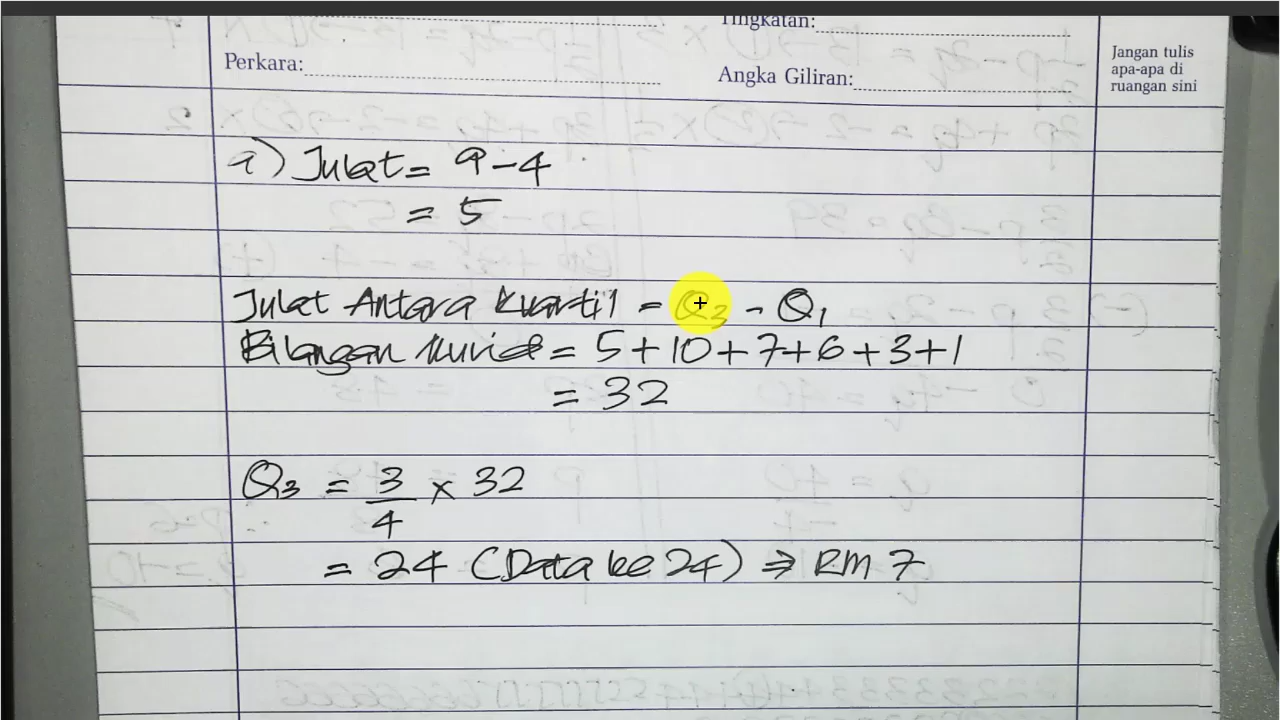 Tingkatan:
Perkara:
Angka Giliran:
Jangan tulis
apa-apa di
ruangan sini
a) Julat = 9 - 4
= 5
Julat Antara Kuartil = Q3 - Q1
Bilangan Murid = 5 + 10 + 7 + 6 + 3 + 1
= 32
Q3 = 3/4 × 32
= 24 (Data ke 24) ⇒ RM 7